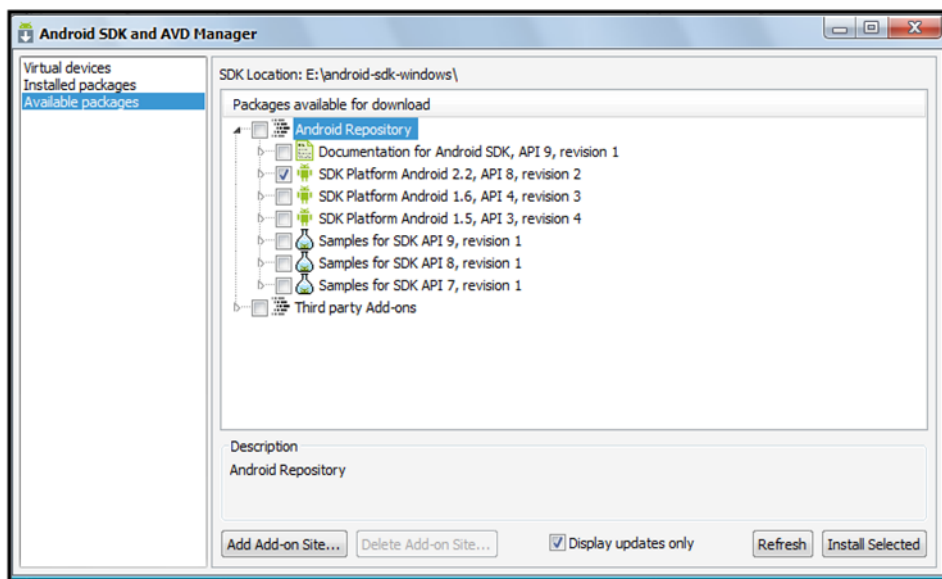 Android SDK and AVD Manager
Virtual devices
Installed packages
Available packages
SDK Location: E:\android-sdk-windows\
Packages available for download
Android Repository
Documentation for Android SDK, API 9, revision 1
SDK Platform Android 2.2, API 8, revision 2
SDK Platform Android 1.6, API 4, revision 3
SDK Platform Android 1.5, API 3, revision 4
Samples for SDK API 9, revision 1
Samples for SDK API 8, revision 1
Samples for SDK API 7, revision 1
Third party Add-ons
Description
Android Repository
Add Add-on Site... Delete Add-on Site... Display updates only Refresh Install Selected